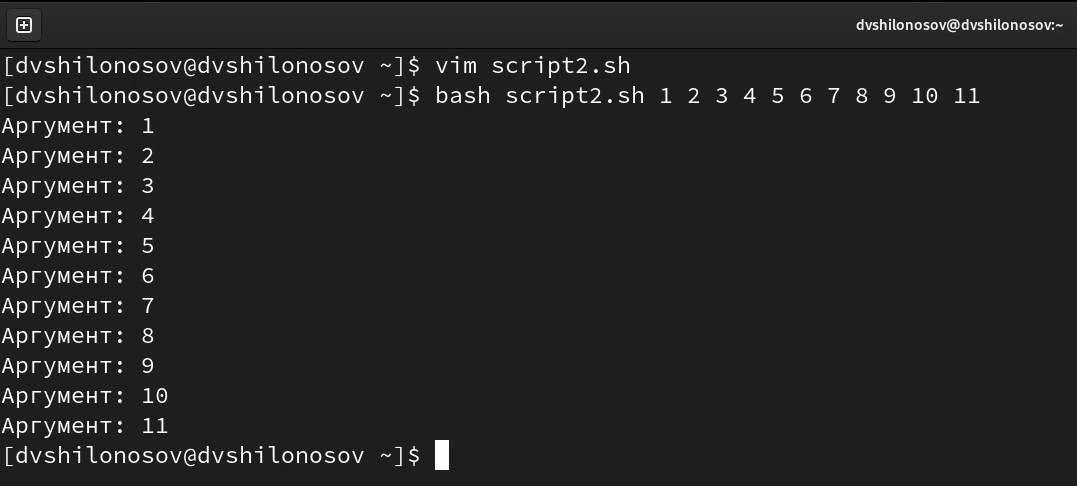 dvshilonosov@dvshilonosov:~
[dvshilonosov@dvshilonosov ~]$ vim script2.sh
[dvshilonosov@dvshilonosov ~]$ bash script2.sh 1 2 3 4 5 6 7 8 9 10 11
Аргумент: 1
Аргумент: 2
Аргумент: 3
Аргумент: 4
Аргумент: 5
Аргумент: 6
Аргумент: 7
Аргумент: 8
Аргумент: 9
Аргумент: 10
Аргумент: 11
[dvshilonosov@dvshilonosov ~]$